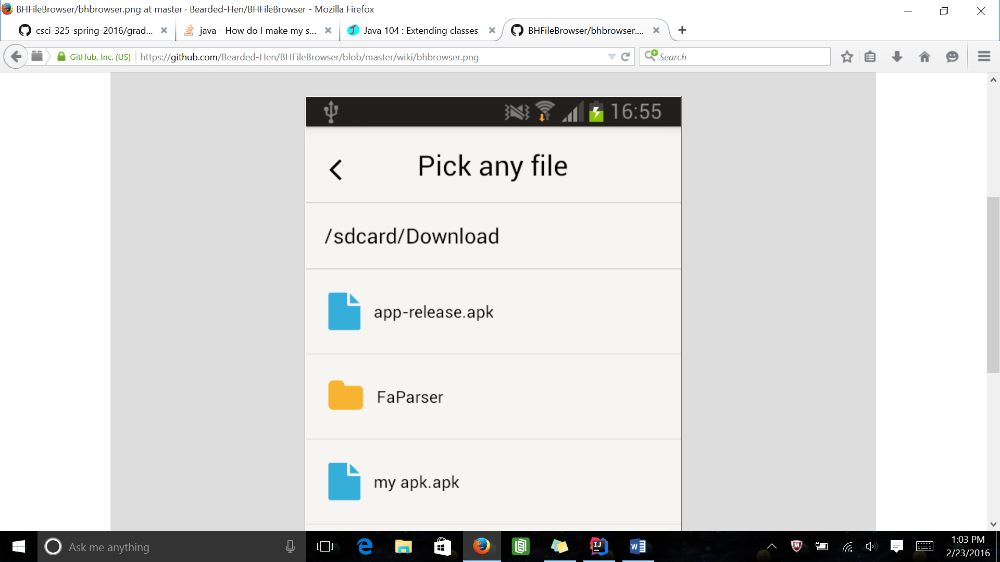 BHFileBrowser/bhbrowser.png at master · Bearded-Hen/BHFileBrowser - Mozilla Firefox
csci-325-spring-2016/grad...
java - How do I make my s...
Java 104 : Extending classes
BHFileBrowser/bhbrowser....
GitHub, Inc. (US)
https://github.com/Bearded-Hen/BHFileBrowser/blob/master/wiki/bhbrowser.png
Search
16:55
Pick any file
/sdcard/Download
app-release.apk
FaParser
my apk.apk
Ask me anything
1:03 PM
2/23/2016